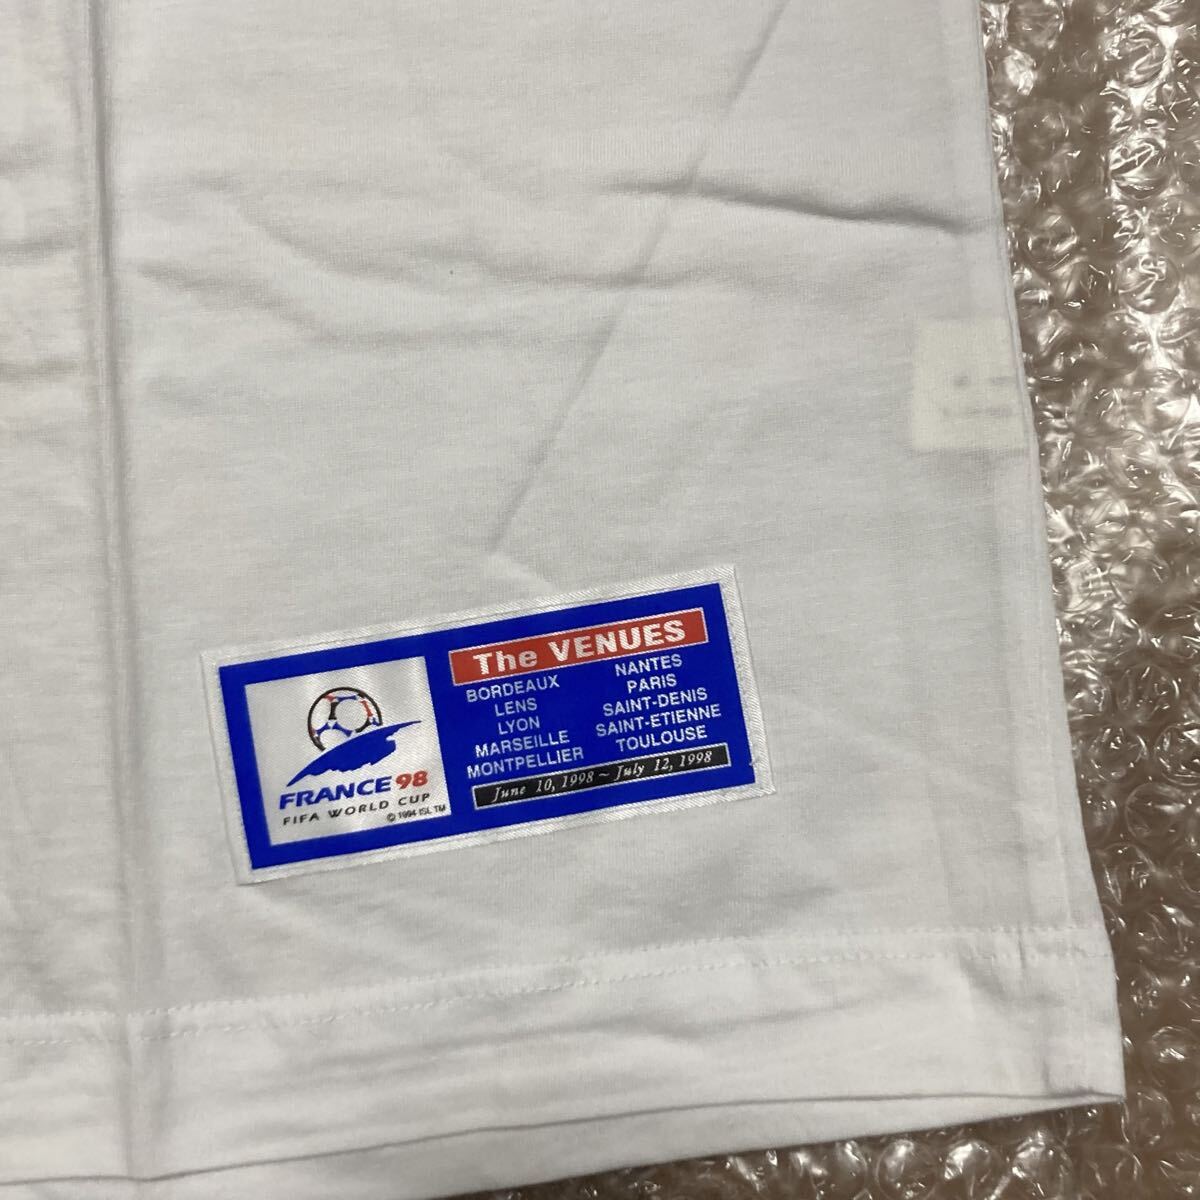 FRANCE 98
FIFA WORLD CUP
© 1994 ISL TM
The VENUES
BORDEAUX
LENS
LYON
MARSEILLE
MONTPELLIER
NANTES
PARIS
SAINT-DENIS
SAINT-ETIENNE
TOULOUSE
June 10, 1998 ~ July 12, 1998